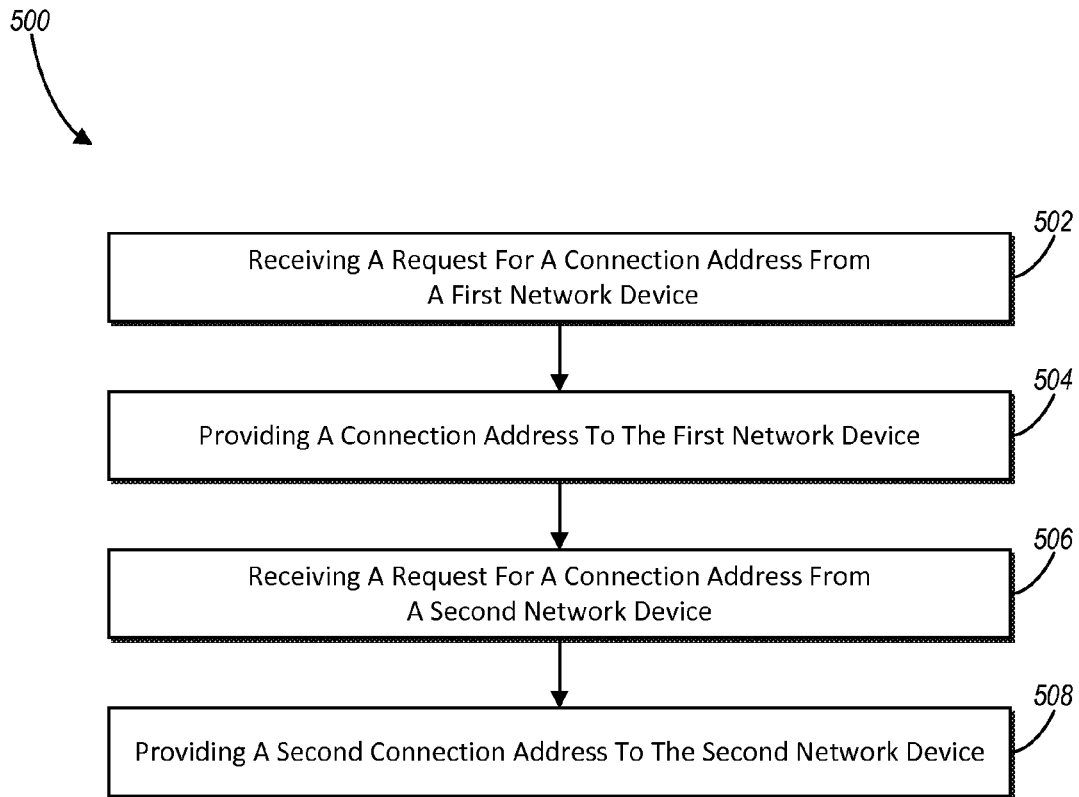 500
502
Receiving A Request For A Connection Address From
A First Network Device
504
Providing A Connection Address To The First Network Device
506
Receiving A Request For A Connection Address From
A Second Network Device
508
Providing A Second Connection Address To The Second Network Device